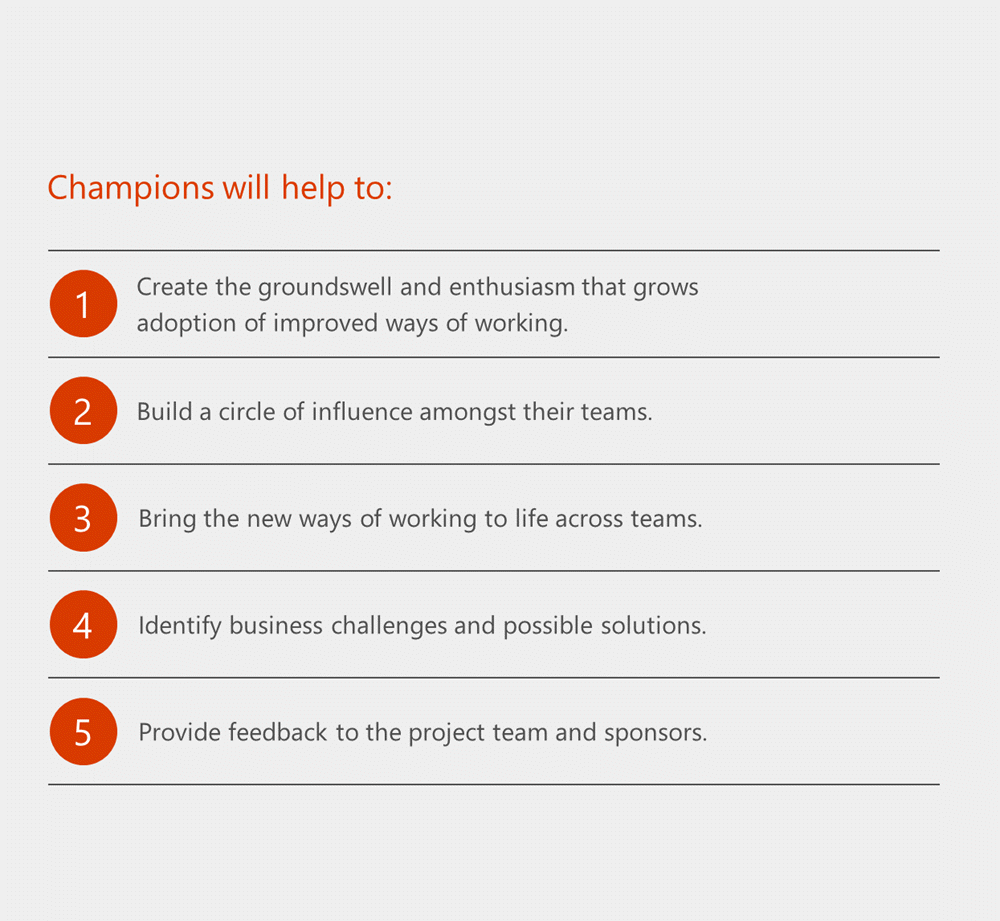 Champions will help to:
1
Create the groundswell and enthusiasm that grows
adoption of improved ways of working.
2
Build a circle of influence amongst their teams.
3
Bring the new ways of working to life across teams.
4
Identify business challenges and possible solutions.
5
Provide feedback to the project team and sponsors.